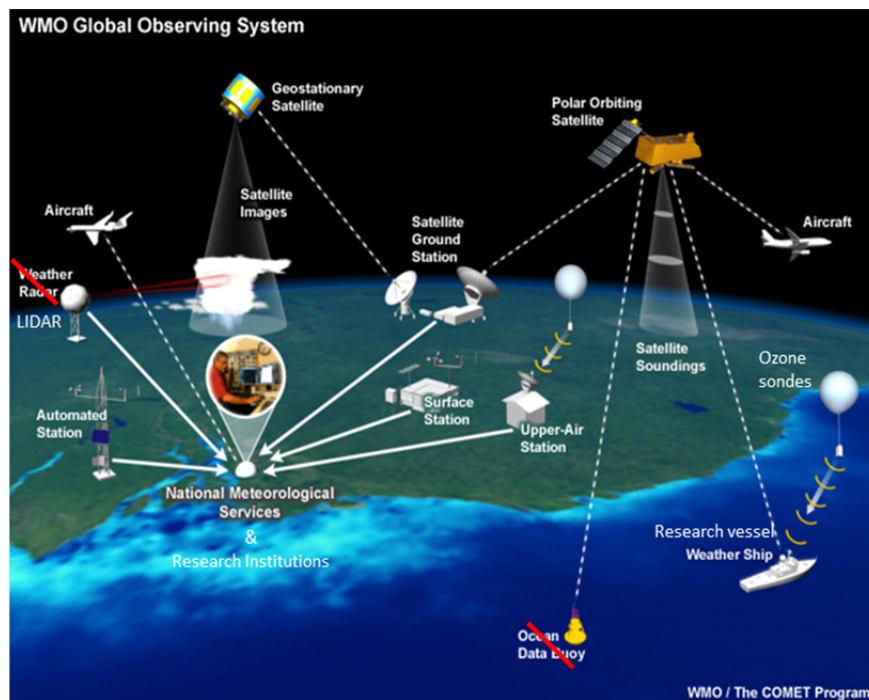 WMO Global Observing System
Geostationary
Satellite
Polar Orbiting
Satellite
Aircraft
Satellite
Images
Satellite
Ground
Station
Aircraft
Weather
Radar
LIDAR
Satellite
Soundings
Ozone
sondes
Automated
Station
Surface
Station
Upper-Air
Station
National Meteorological
Services
&
Research Institutions
Research vessel
Weather Ship
Ocean
Data Buoy
WMO / The COMET Program